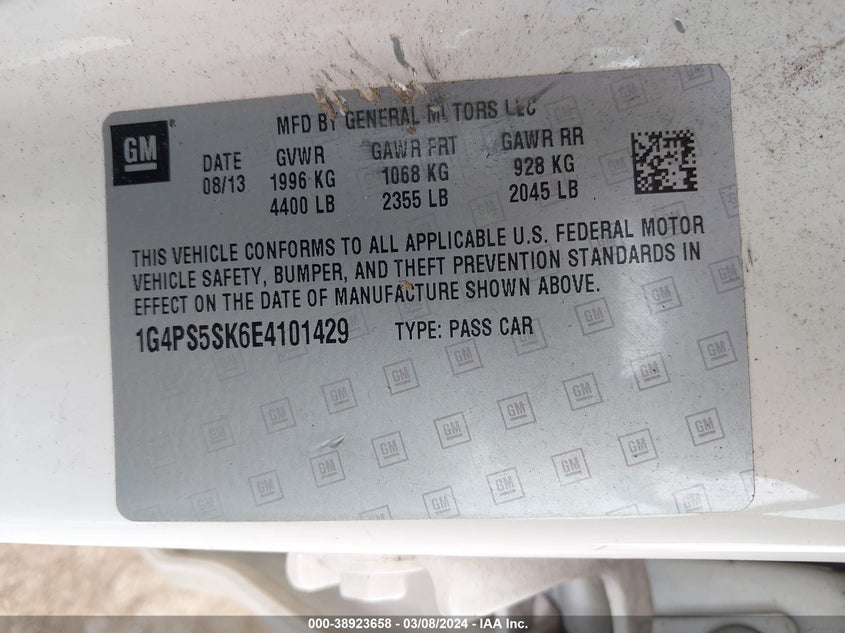 MFD BY GENERAL MOTORS LLC
GM®
DATE GVWR GAWR FRT GAWR RR
08/13 1996 KG 1068 KG 928 KG
4400 LB 2355 LB 2045 LB
THIS VEHICLE CONFORMS TO ALL APPLICABLE U.S. FEDERAL MOTOR
VEHICLE SAFETY, BUMPER, AND THEFT PREVENTION STANDARDS IN
EFFECT ON THE DATE OF MANUFACTURE SHOWN ABOVE.
1G4PS5SK6E4101429 TYPE: PASS CAR
000-38923658 - 03/08/2024 - IAA Inc.